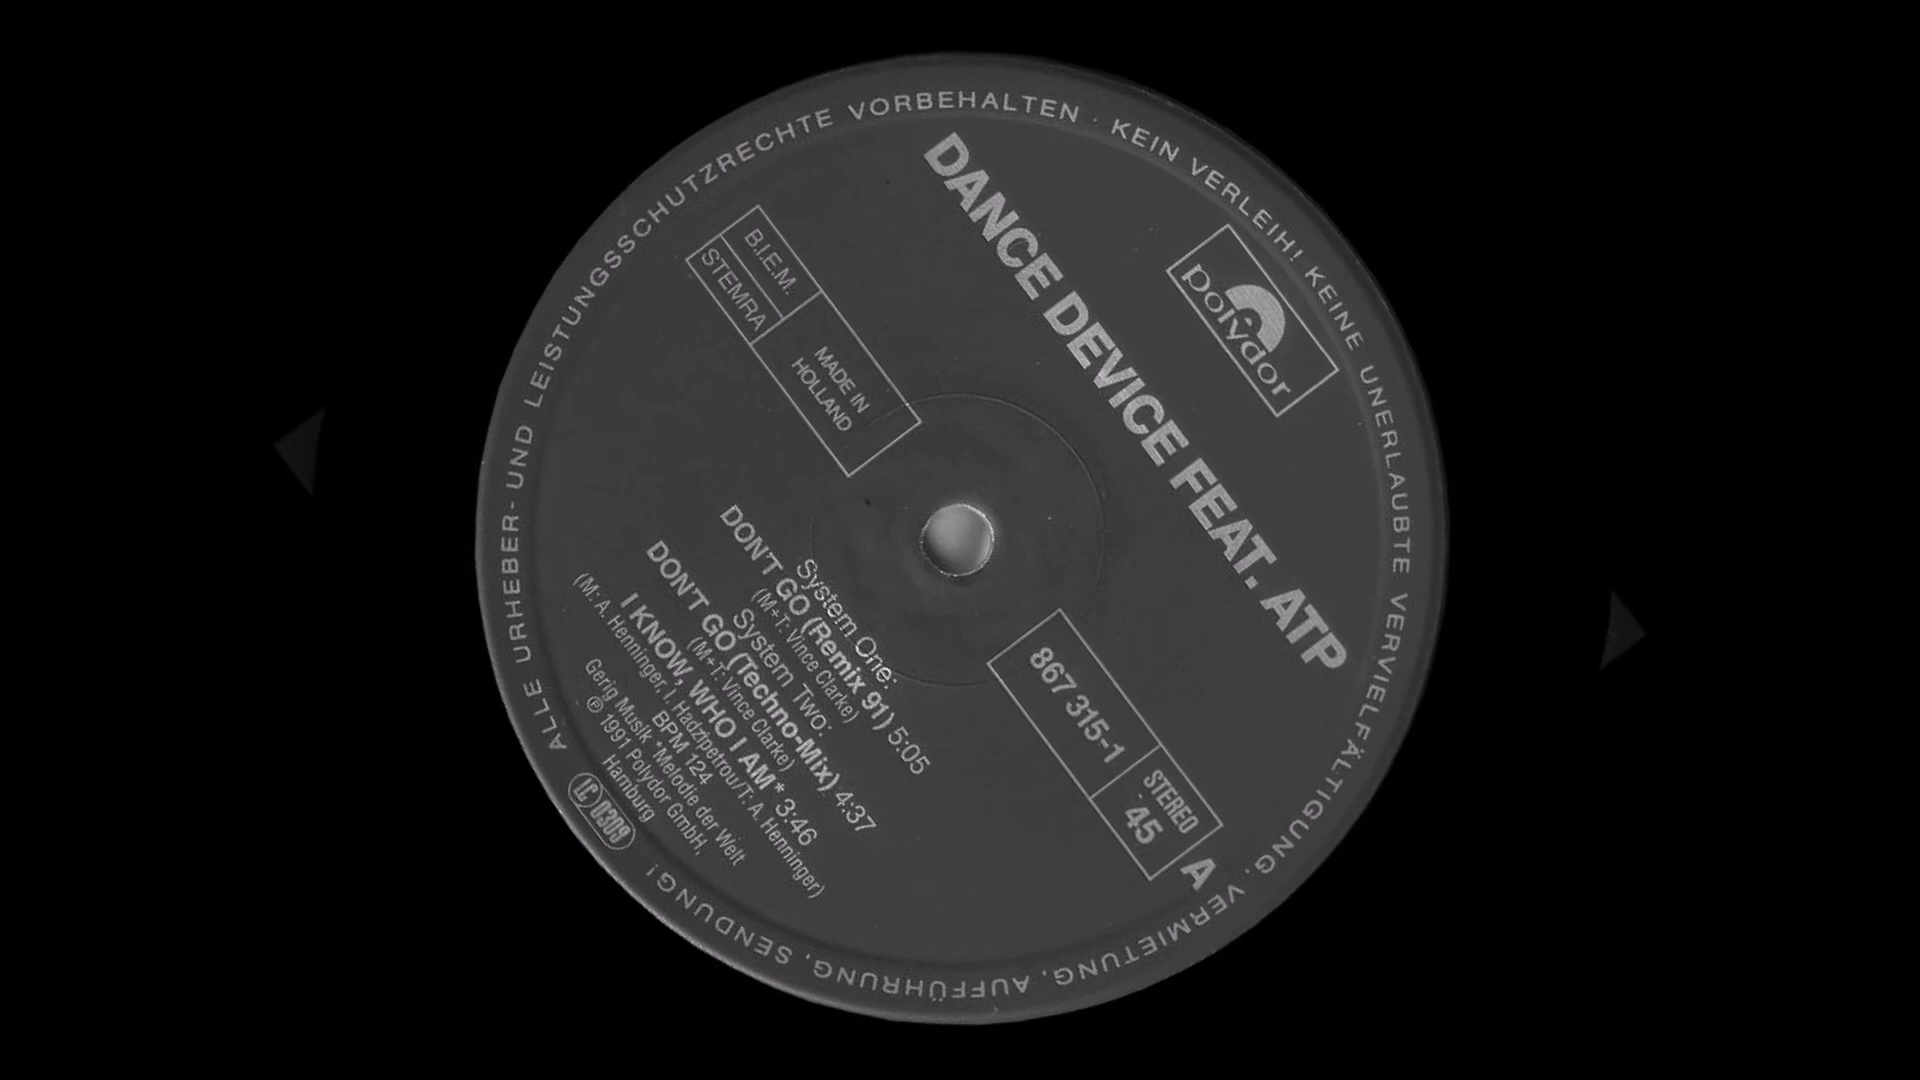 ALLE URHEBER- UND LEISTUNGSSCHUTZRECHTE VORBEHALTEN · KEIN VERLEIH! KEINE UNERLAUBTE VERVIELFÄLTIGUNG, VERMIETUNG, AUFFÜHRUNG, SENDUNG!
polydor
DANCE DEVICE FEAT. ATP
B.I.E.M.
STEMRA
MADE IN
HOLLAND
867 315-1
STEREO
45
A
System One:
DON'T GO (Remix 91) 5:05
(M+T: Vince Clarke)
System Two:
DON'T GO (Techno-Mix) 4:37
(M+T: Vince Clarke)
I KNOW, WHO I AM* 3:46
(M: A. Henninger, I. Hadzipetrou/T: A. Henninger)
BPM 124
Gerig Musik *Melodie der Welt
℗ 1991 Polydor GmbH,
Hamburg
LC 0309